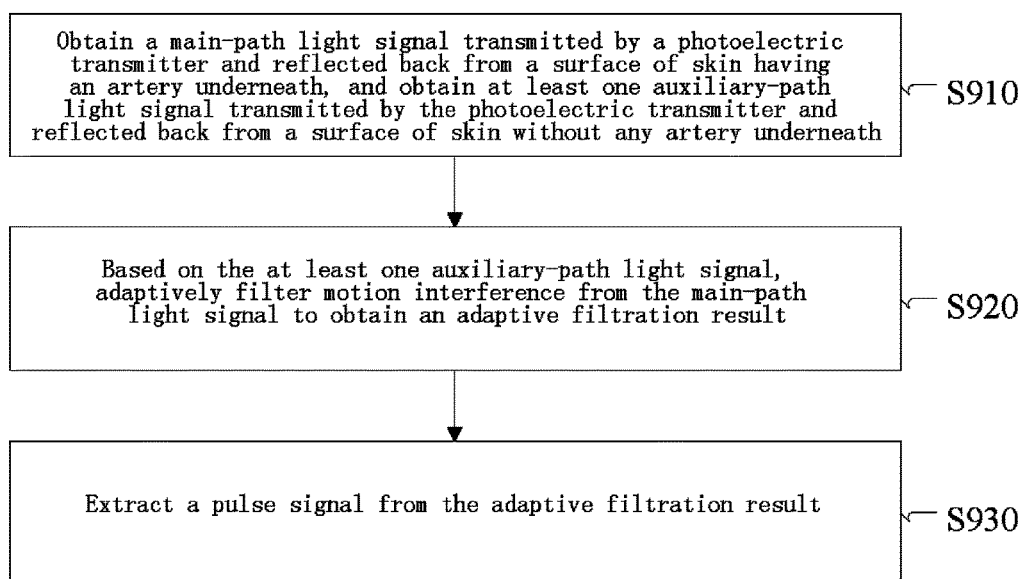 Obtain a main-path light signal transmitted by a photoelectric
transmitter and reflected back from a surface of skin having
an artery underneath, and obtain at least one auxiliary-path
light signal transmitted by the photoelectric transmitter and
reflected back from a surface of skin without any artery underneath
S910
Based on the at least one auxiliary-path light signal,
adaptively filter motion interference from the main-path
light signal to obtain an adaptive filtration result
S920
Extract a pulse signal from the adaptive filtration result
S930